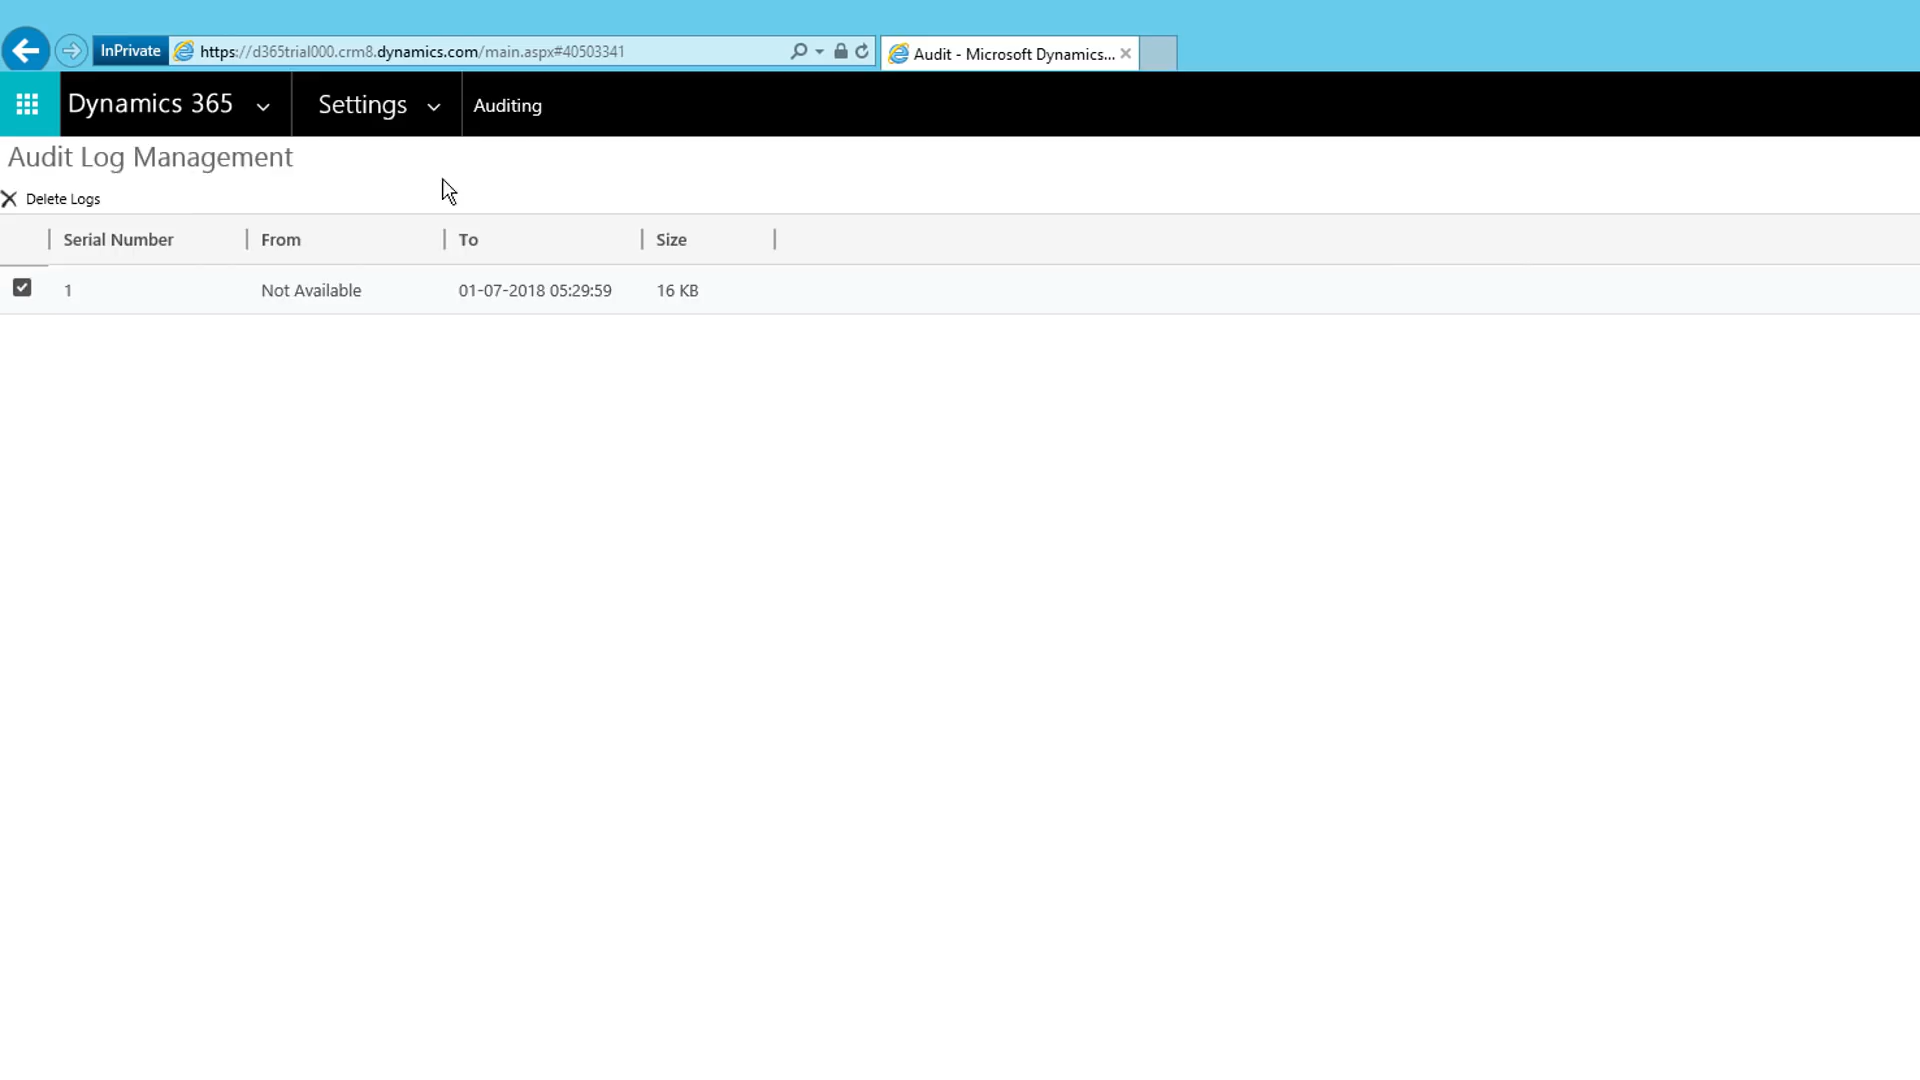 InPrivate https://d365trial000.crm8.dynamics.com/main.aspx#40503341 Audit - Microsoft Dynamics...
Dynamics 365 Settings Auditing
Audit Log Management
Delete Logs
Serial Number From To Size
1 Not Available 01-07-2018 05:29:59 16 KB